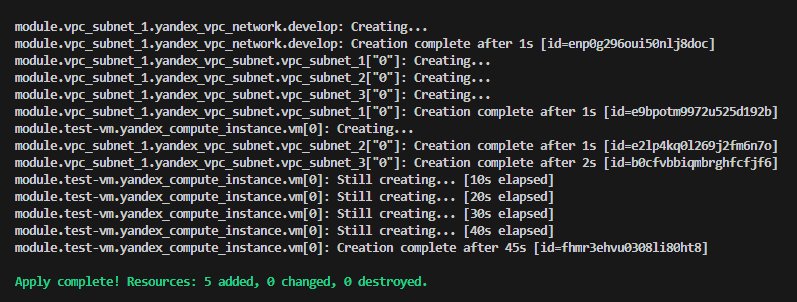 module.vpc_subnet_1.yandex_vpc_network.develop: Creating...
module.vpc_subnet_1.yandex_vpc_network.develop: Creation complete after 1s [id=enp0g296oui50nlj8doc]
module.vpc_subnet_1.yandex_vpc_subnet.vpc_subnet_1["0"]: Creating...
module.vpc_subnet_1.yandex_vpc_subnet.vpc_subnet_2["0"]: Creating...
module.vpc_subnet_1.yandex_vpc_subnet.vpc_subnet_3["0"]: Creating...
module.vpc_subnet_1.yandex_vpc_subnet.vpc_subnet_1["0"]: Creation complete after 1s [id=e9bpotm9972u525d192b]
module.test-vm.yandex_compute_instance.vm[0]: Creating...
module.vpc_subnet_1.yandex_vpc_subnet.vpc_subnet_2["0"]: Creation complete after 1s [id=e2lp4kq0l269j2fm6n7o]
module.vpc_subnet_1.yandex_vpc_subnet.vpc_subnet_3["0"]: Creation complete after 2s [id=b0cfvbbiqmbrghfcfjf6]
module.test-vm.yandex_compute_instance.vm[0]: Still creating... [10s elapsed]
module.test-vm.yandex_compute_instance.vm[0]: Still creating... [20s elapsed]
module.test-vm.yandex_compute_instance.vm[0]: Still creating... [30s elapsed]
module.test-vm.yandex_compute_instance.vm[0]: Still creating... [40s elapsed]
module.test-vm.yandex_compute_instance.vm[0]: Creation complete after 45s [id=fhmr3ehvu0308li80ht8]
Apply complete! Resources: 5 added, 0 changed, 0 destroyed.